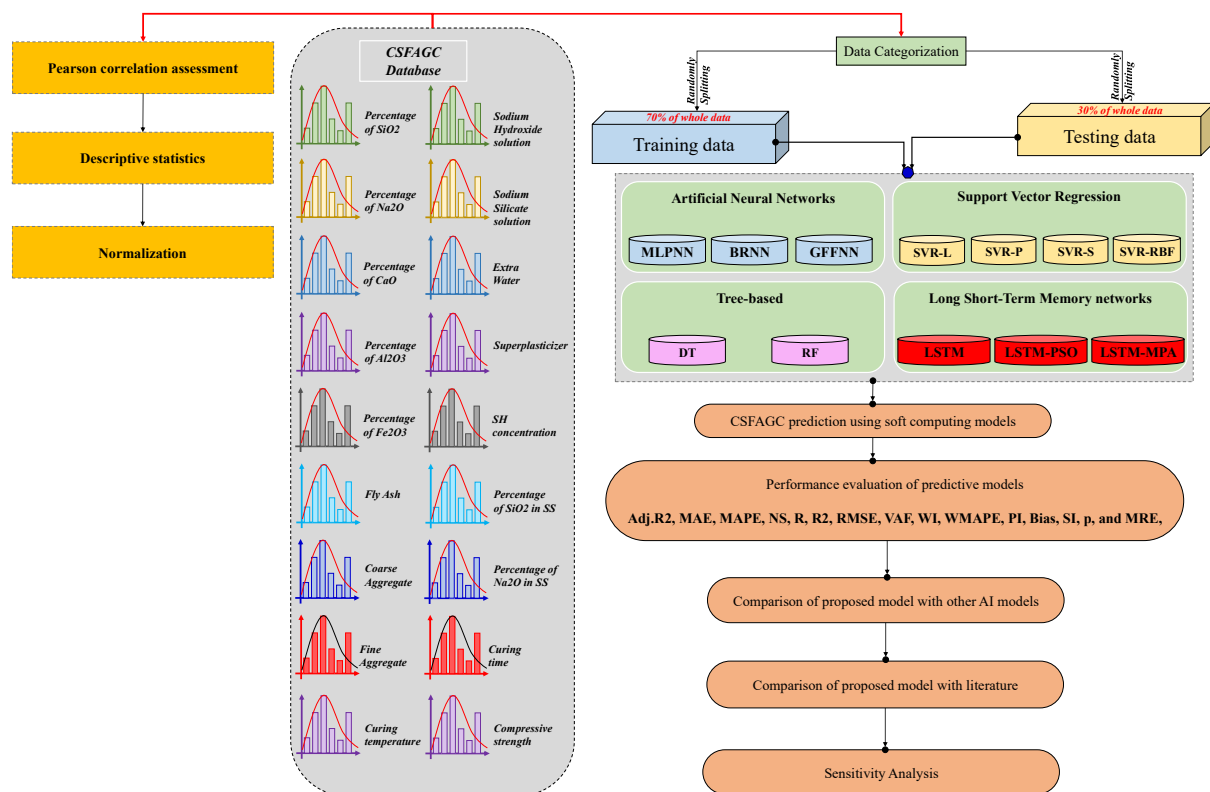 Pearson correlation assessment
Descriptive statistics
Normalization
CSFAGC
Database
Percentage
of SiO2
Sodium
Hydroxide
solution
Percentage
of Na2O
Sodium
Silicate
solution
Percentage
of CaO
Extra
Water
Percentage
of Al2O3
Superplasticizer
Percentage
of Fe2O3
SH
concentration
Fly Ash
Percentage
of SiO2 in SS
Coarse
Aggregate
Percentage of
Na2O in SS
Fine
Aggregate
Curing
time
Curing
temperature
Compressive
strength
Data Categorization
Randomly
Splitting
Randomly
Splitting
70% of whole data
Training data
30% of whole data
Testing data
Artificial Neural Networks
MLPNN
BRNN
GFFNN
Support Vector Regression
SVR-L
SVR-P
SVR-S
SVR-RBF
Tree-based
DT
RF
Long Short-Term Memory networks
LSTM
LSTM-PSO
LSTM-MPA
CSFAGC prediction using soft computing models
Performance evaluation of predictive models
Adj.R2, MAE, MAPE, NS, R, R2, RMSE, VAF, WI, WMAPE, PI, Bias, SI, p, and MRE,
Comparison of proposed model with other AI models
Comparison of proposed model with literature
Sensitivity Analysis